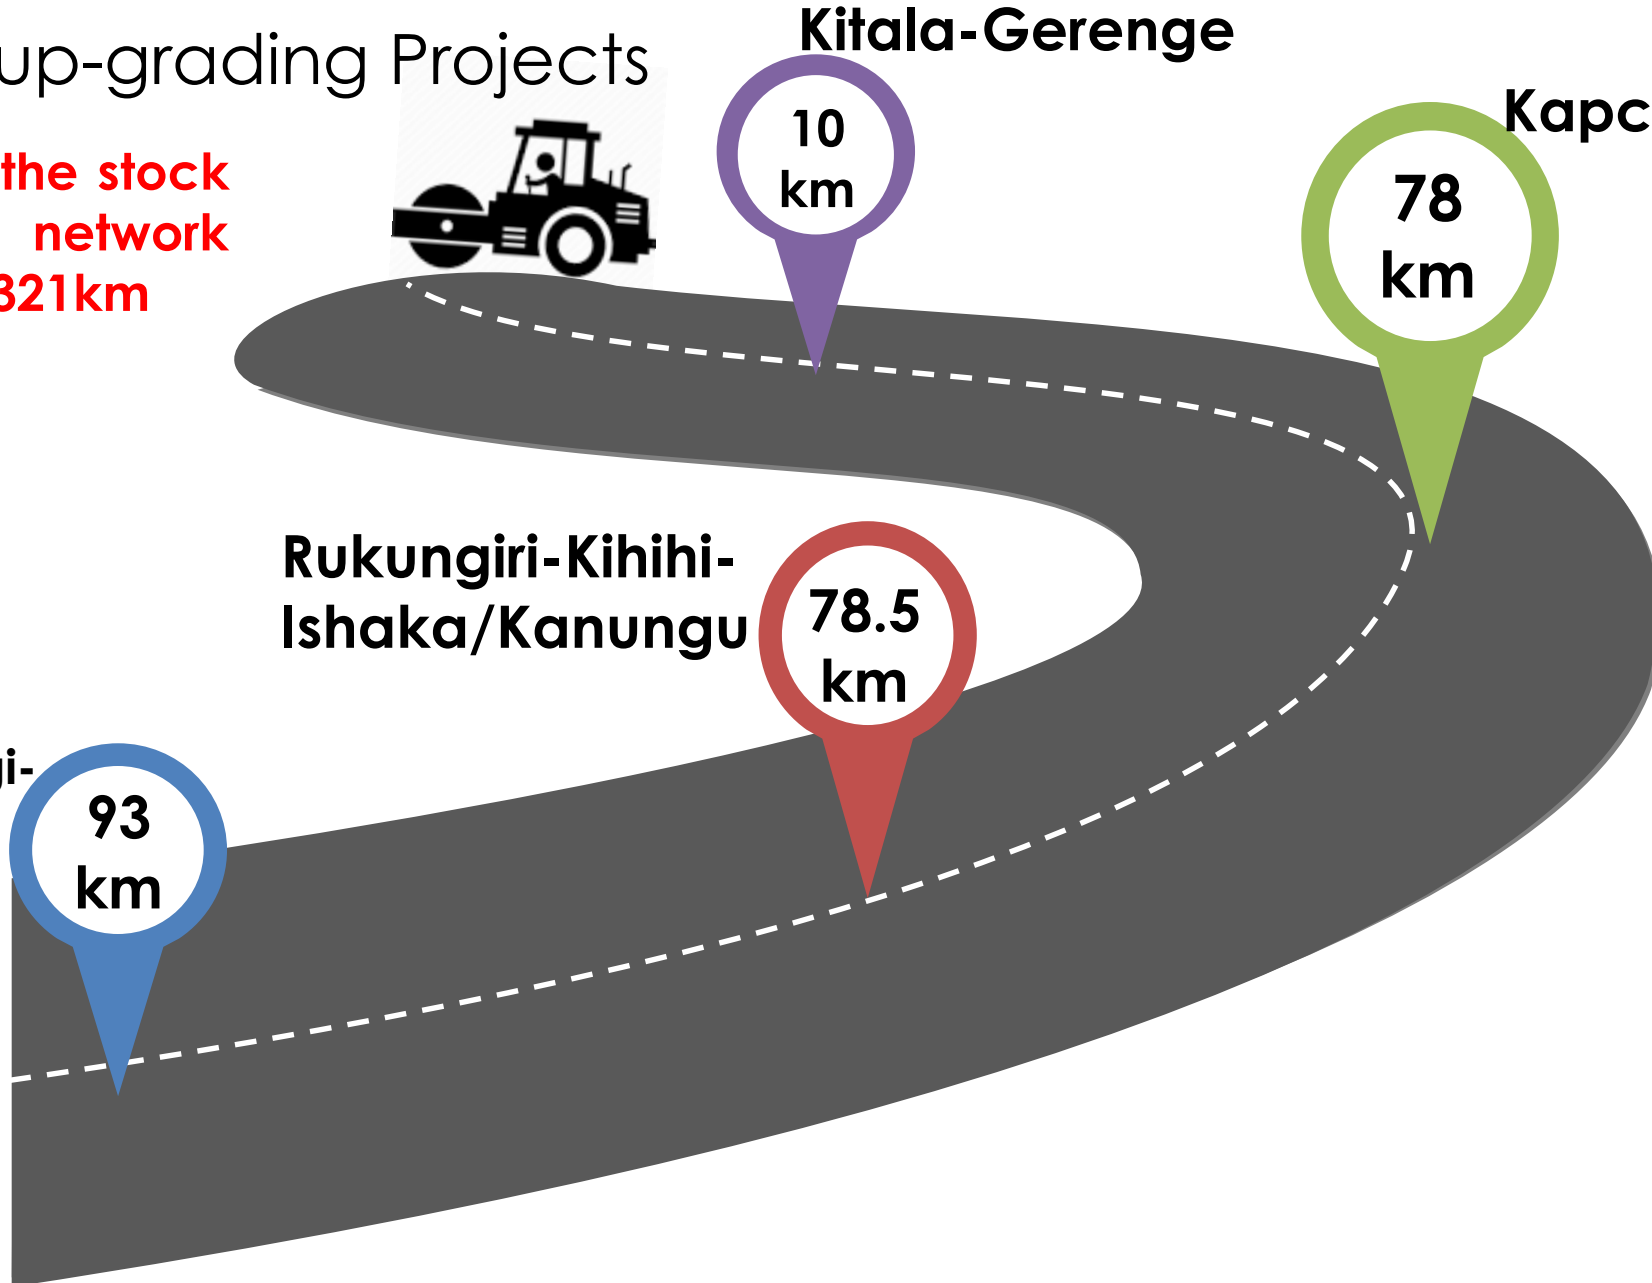 up-grading Projects
Kitala-Gerenge
the stock
network
321km
10
km
Kapc
78
km
Rukungiri-Kihihi-
Ishaka/Kanungu
78.5
km
gi-
93
km